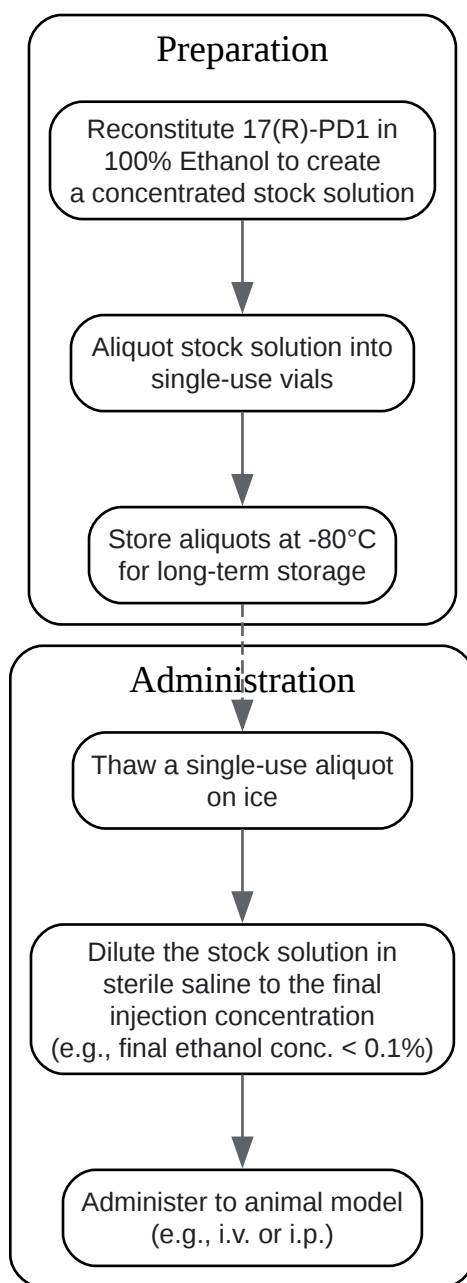 Preparation
Reconstitute 17(R)-PD1 in
100% Ethanol to create
a concentrated stock solution
Aliquot stock solution into
single-use vials
Store aliquots at -80°C
for long-term storage
Administration
Thaw a single-use aliquot
on ice
Dilute the stock solution in
sterile saline to the final
injection concentration
(e.g., final ethanol conc. < 0.1%)
Administer to animal model
(e.g., i.v. or i.p.)